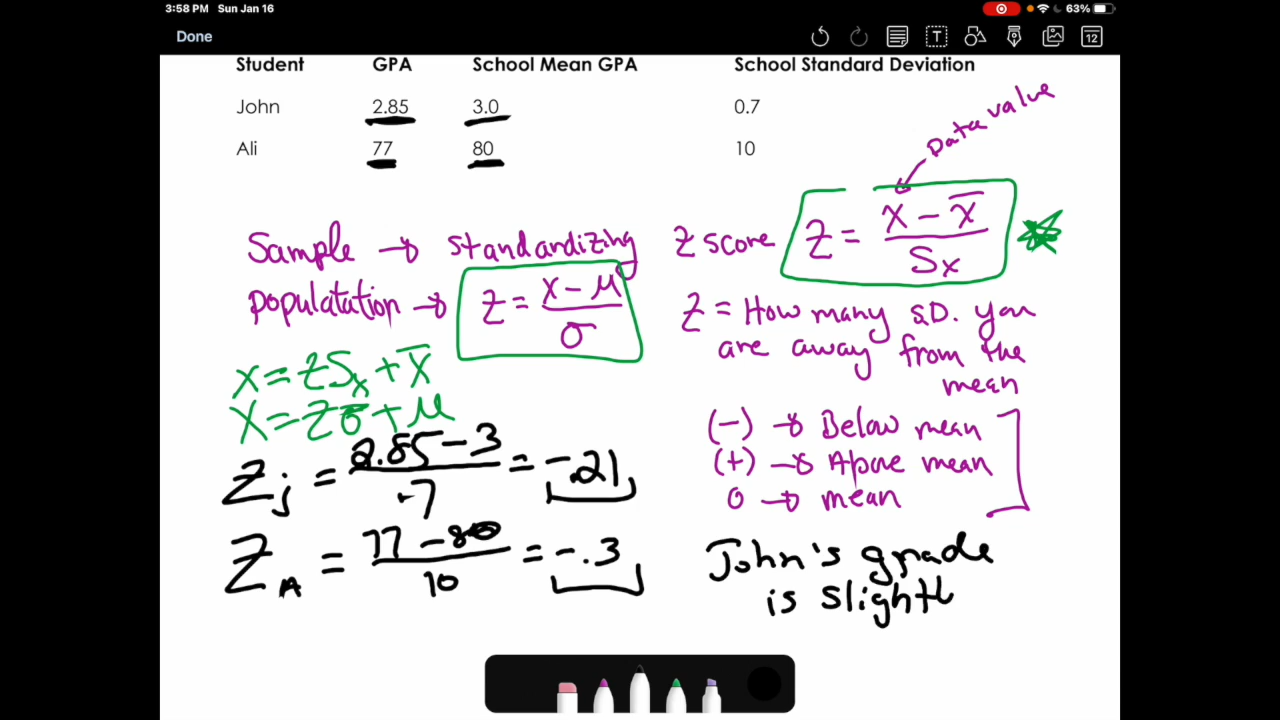 3:58 PM Sun Jan 16
63%
Done
12
Student GPA School Mean GPA School Standard Deviation
John 2.85 3.0 0.7
Ali 77 80 10
Data value
Sample → standardizing Z score Z = x - x̄ / Sx
populatation → Z = x - μ / σ
Z = How many S.D. you
are away from the
mean
x = ZSx + x̄
x = Zσ + μ
(-) → Below mean
(+) → Above mean
0 → mean
Zj = 2.85 - 3 / .7 = -.21
ZA = 77 - 80 / 10 = -.3
John's grade
is slightl